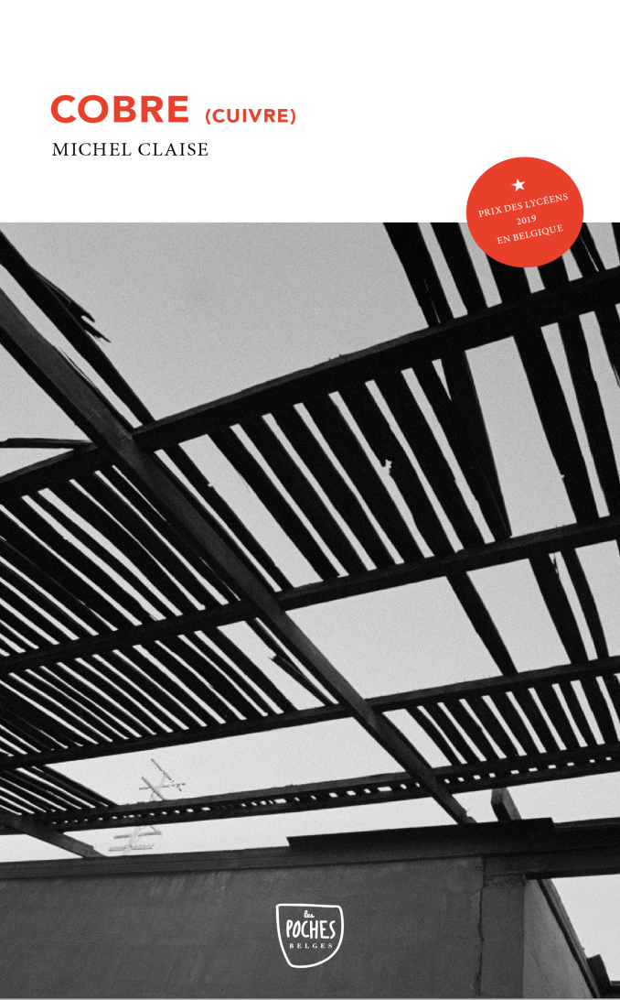 COBRE (CUIVRE)
MICHEL CLAISE
PRIX DES LYCÉENS
2019
EN BELGIQUE
les
POCHES
BELGES